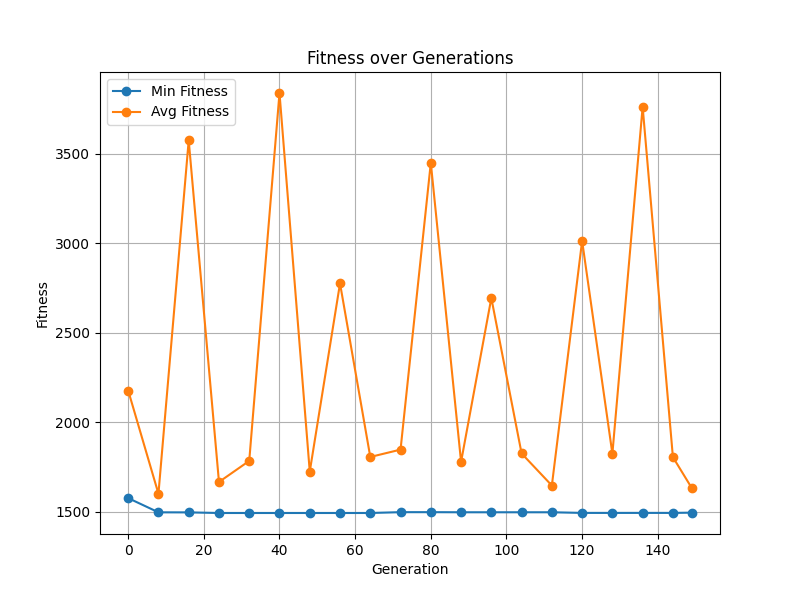 Fitness over Generations
Min Fitness
Avg Fitness
3500
3000
2500
2000
1500
Fitness
0 20 40 60 80 100 120 140
Generation